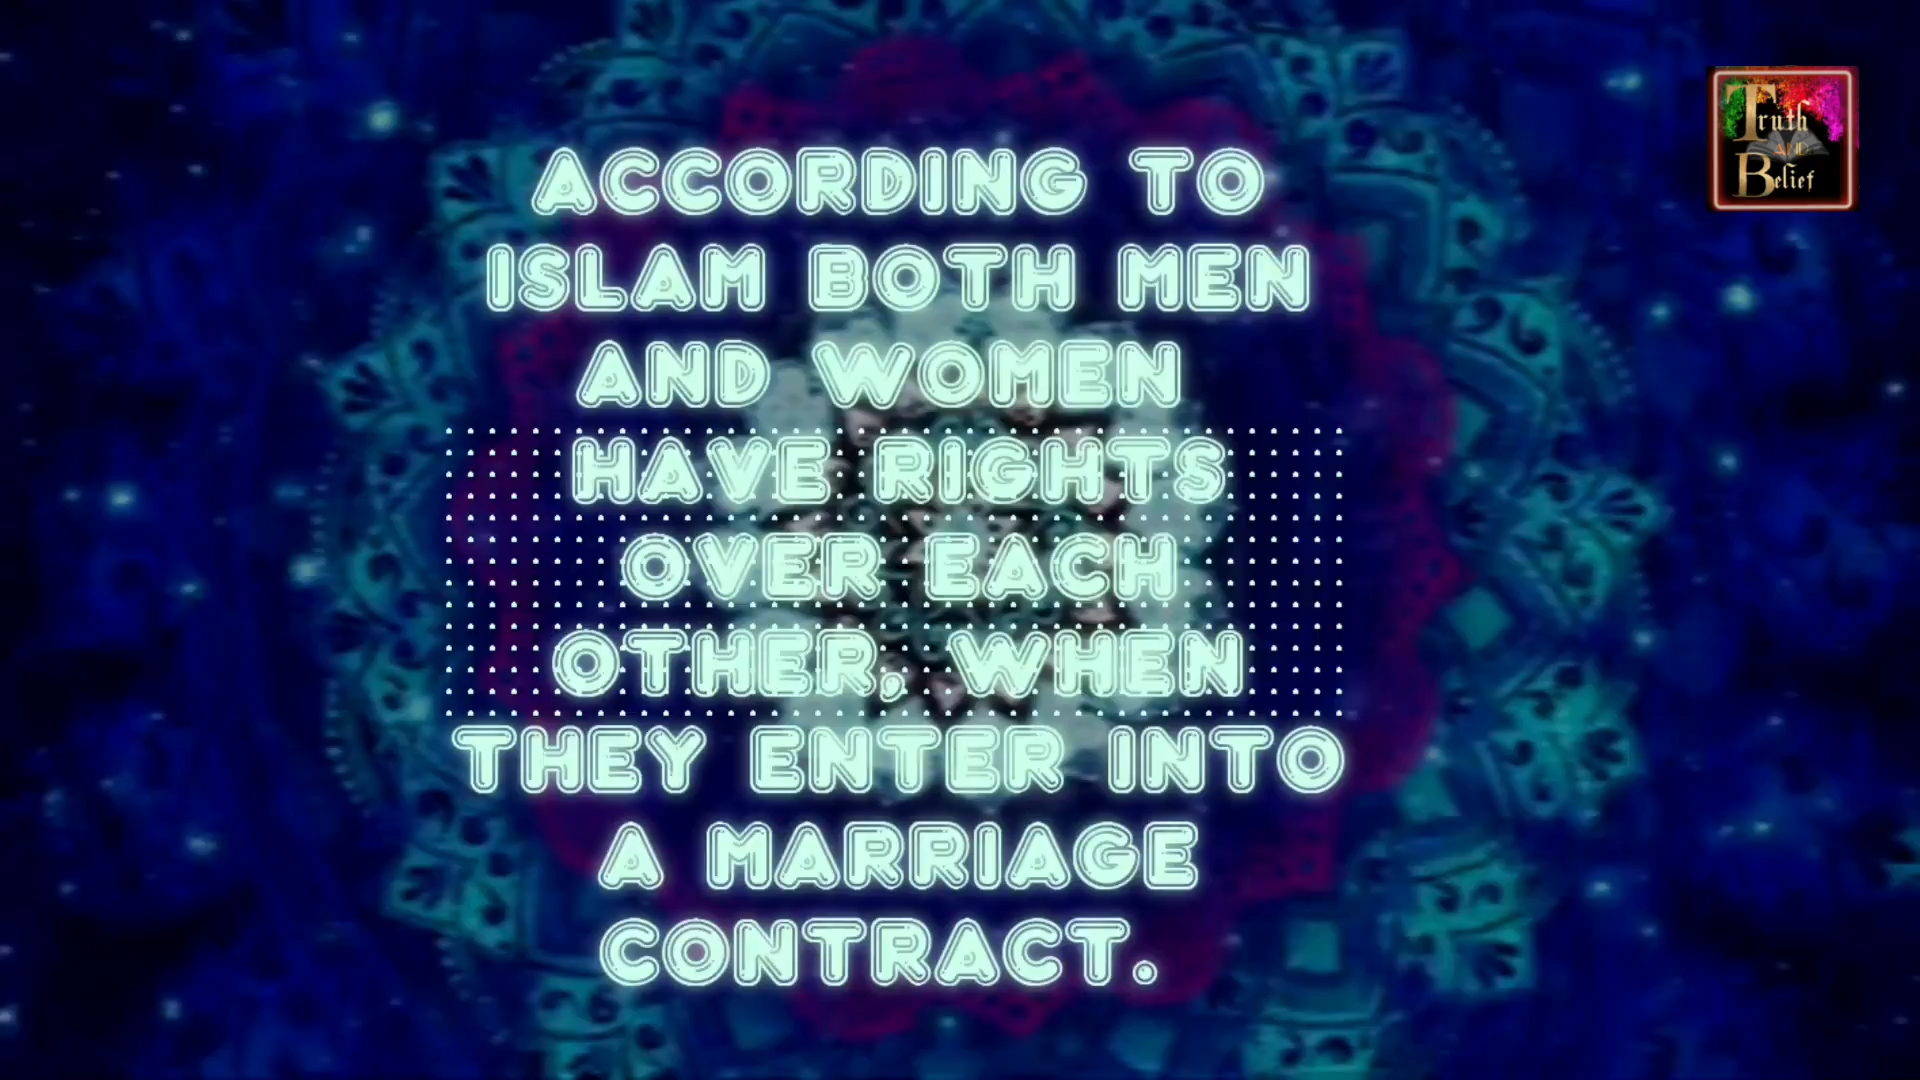 ACCORDING TO
ISLAM BOTH MEN
AND WOMEN
HAVE RIGHTS
OVER EACH
OTHER, WHEN
THEY ENTER INTO
A MARRIAGE
CONTRACT.
Truth
AND
Belief